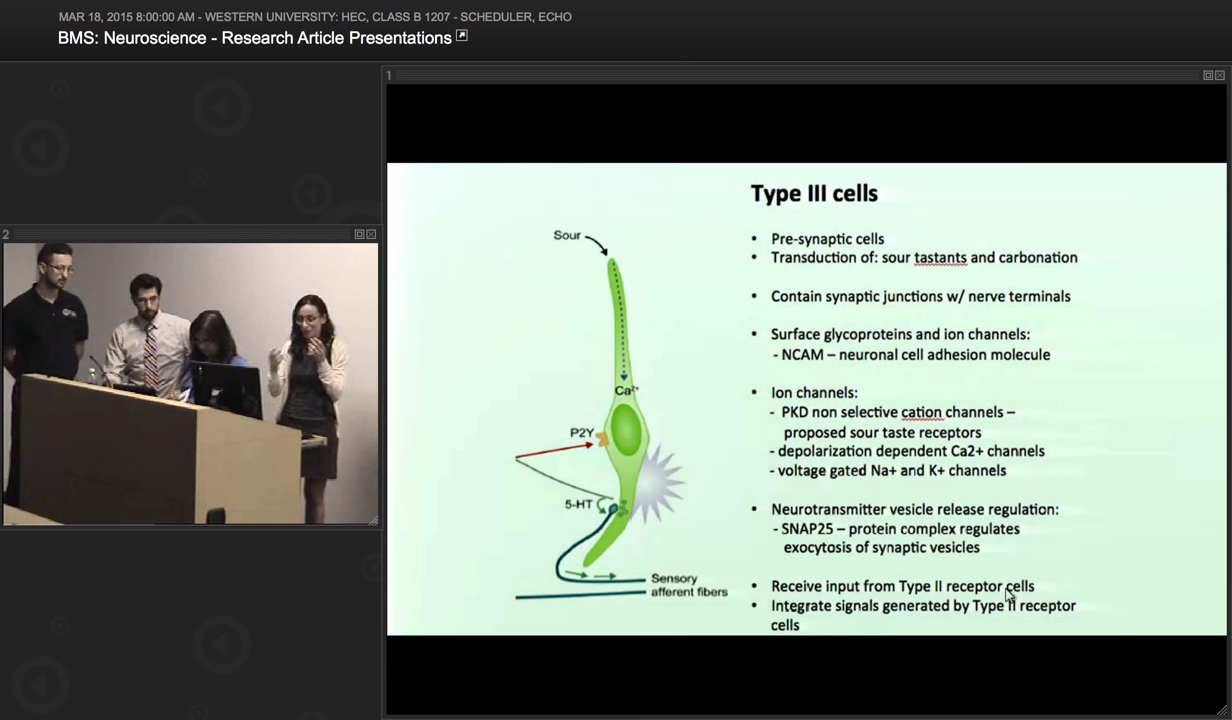 MAR 18, 2015 8:00:00 AM - WESTERN UNIVERSITY: HEC, CLASS B 1207 - SCHEDULER, ECHO
BMS: Neuroscience - Research Article Presentations
1
2
Type III cells
• Pre-synaptic cells
• Transduction of: sour tastants and carbonation
• Contain synaptic junctions w/ nerve terminals
• Surface glycoproteins and ion channels:
- NCAM – neuronal cell adhesion molecule
• Ion channels:
- PKD non selective cation channels –
proposed sour taste receptors
- depolarization dependent Ca2+ channels
- voltage gated Na+ and K+ channels
• Neurotransmitter vesicle release regulation:
- SNAP25 – protein complex regulates
exocytosis of synaptic vesicles
• Receive input from Type II receptor cells
• Integrate signals generated by Type II receptor
cells
Sour
Ca²⁺
P2Y
5-HT
Sensory
afferent fibers